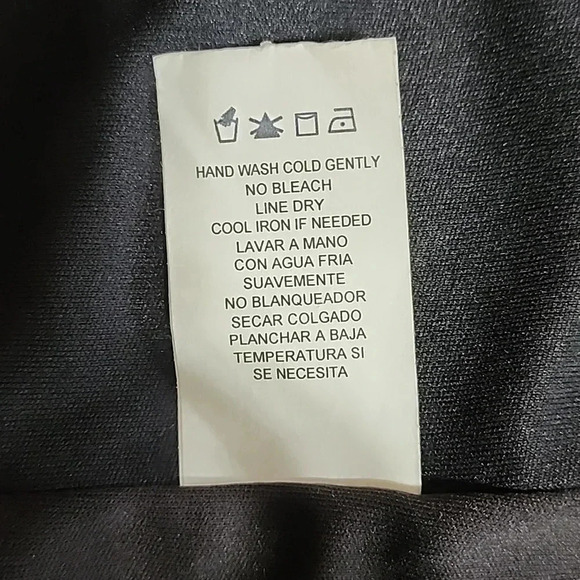 HAND WASH COLD GENTLY
NO BLEACH
LINE DRY
COOL IRON IF NEEDED
LAVAR A MANO
CON AGUA FRIA
SUAVEMENTE
NO BLANQUEADOR
SECAR COLGADO
PLANCHAR A BAJA
TEMPERATURA SI
SE NECESITA